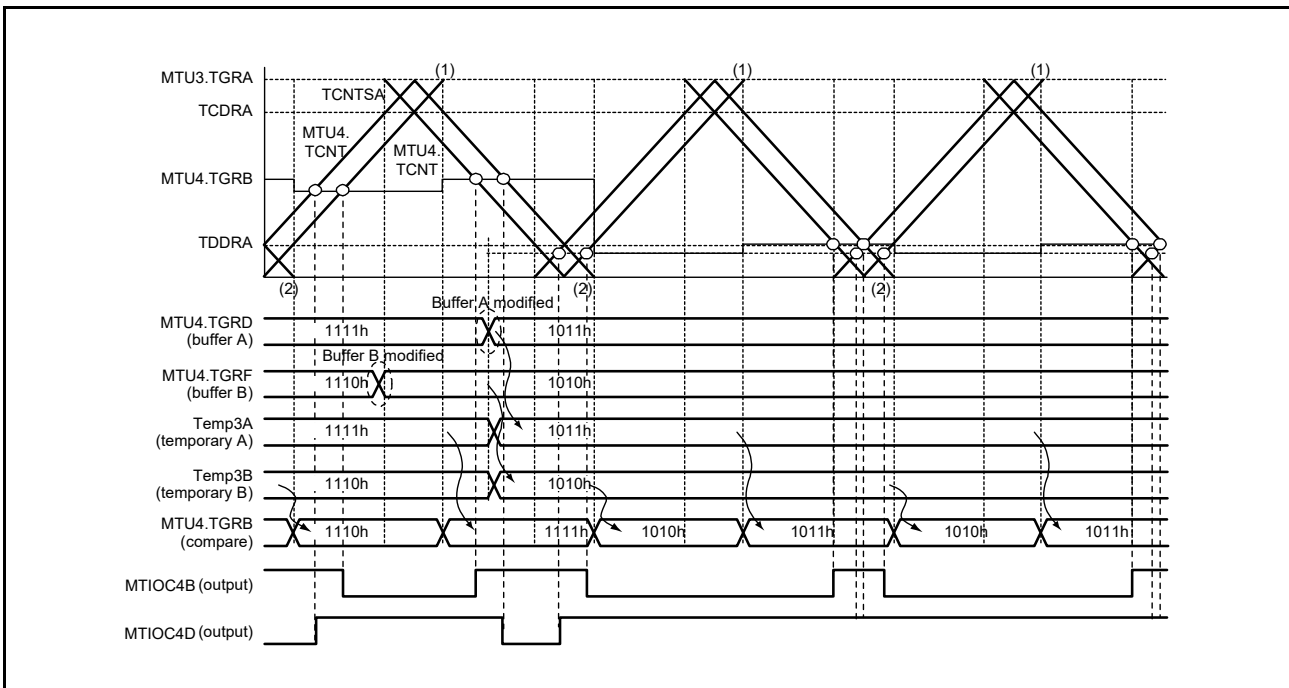 MTU3.TGRA
(1)
(1)
(1)
TCNTSA
TCDRA
MTU4.
TCNT
MTU4.
TCNT
MTU4.TGRB
TDDRA
(2)
(2)
(2)
Buffer A modified
MTU4.TGRD
(buffer A)
1111h
1011h
Buffer B modified
MTU4.TGRF
(buffer B)
1110h
1010h
Temp3A
(temporary A)
1111h
1011h
Temp3B
(temporary B)
1110h
1010h
MTU4.TGRB
(compare)
1110h
1111h
1010h
1011h
1010h
1011h
MTIOC4B (output)
MTIOC4D (output)